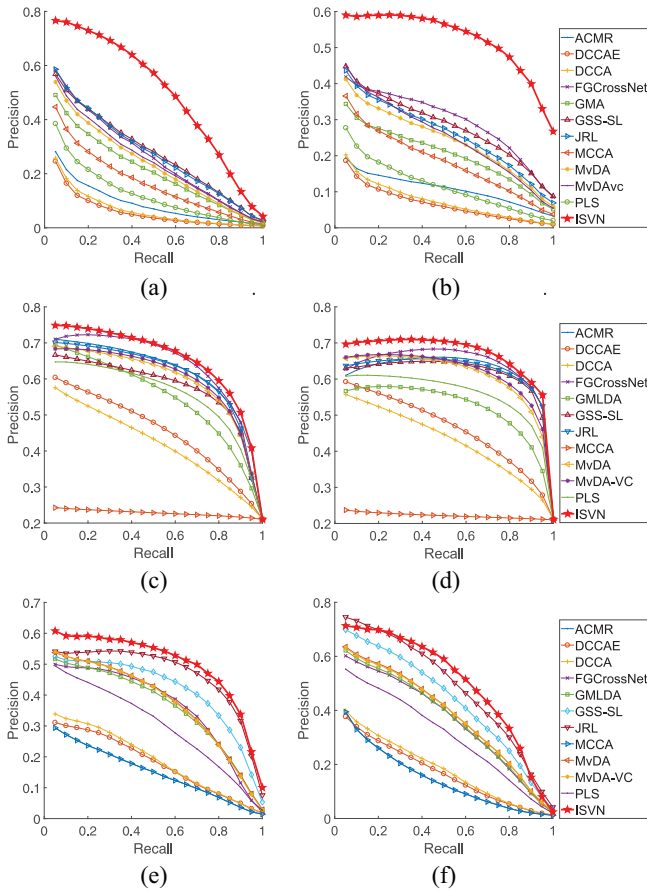 0.8
0.6
0.4
0.2
0
Precision
0 0.2 0.4 0.6 0.8 1
Recall
(a)
0.6
0.5
0.4
0.3
0.2
0.1
0
Precision
0 0.2 0.4 0.6 0.8 1
Recall
(b)
ACMR
DCCAE
DCCA
FGCrossNet
GMA
GSS-SL
JRL
MCCA
MvDA
MvDAvc
PLS
ISVN
0.8
0.7
0.6
0.5
0.4
0.3
0.2
Precision
0 0.2 0.4 0.6 0.8 1
Recall
(c)
0.8
0.7
0.6
0.5
0.4
0.3
0.2
Precision
0 0.2 0.4 0.6 0.8 1
Recall
(d)
ACMR
DCCAE
DCCA
FGCrossNet
GMLDA
GSS-SL
JRL
MCCA
MvDA
MvDA-VC
PLS
ISVN
0.7
0.6
0.5
0.4
0.3
0.2
0.1
0
Precision
0 0.2 0.4 0.6 0.8 1
Recall
(e)
0.8
0.6
0.4
0.2
0
Precision
0 0.2 0.4 0.6 0.8 1
Recall
(f)
ACMR
DCCAE
DCCA
FGCrossNet
GMLDA
GSS-SL
JRL
MCCA
MvDA
MvDA-VC
PLS
ISVN